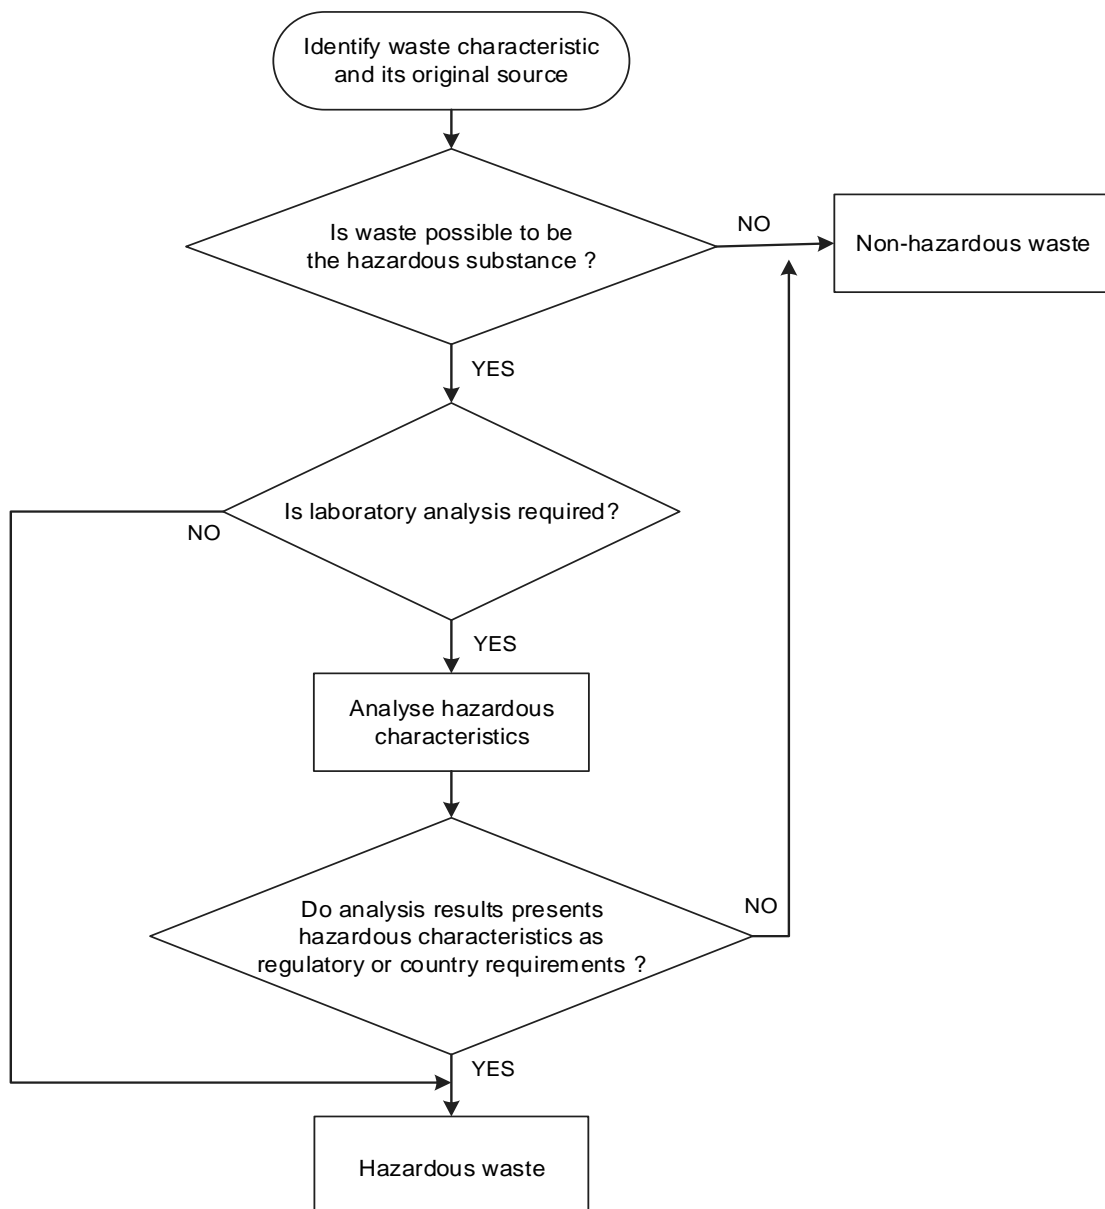 Identify waste characteristic
and its original source
Is waste possible to be
the hazardous substance ?
NO
Non-hazardous waste
YES
Is laboratory analysis required?
NO
YES
Analyse hazardous
characteristics
Do analysis results presents
hazardous characteristics as
regulatory or country requirements ?
NO
YES
Hazardous waste